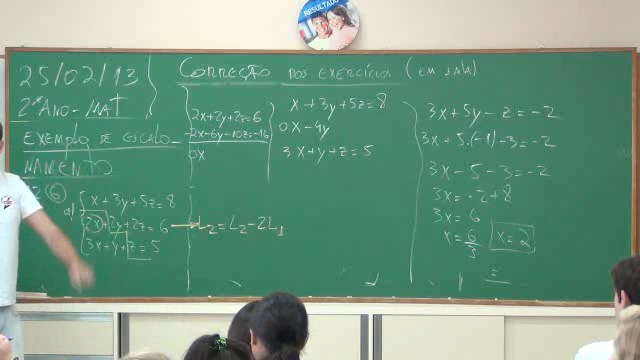 RESULTADO
25/02/13
2º ANO - MAT
EXEMPLO DE ESCALO
NAMENTO
6
a) x + 3y + 5z = 8
2x + 2y + 2z = 6 → L2 = L2 - 2L1
3x + y + z = 5
CORREÇÃO DOS EXERCÍCIOS (EM SALA)
2x + 2y + 2z = 6
-2x - 6y - 10z = -16
0x
x + 3y + 5z = 8
0x - 4y
3x + y + z = 5
3x + 5y - z = -2
3x + 5.(-1) - 3 = -2
3x - 5 - 3 = -2
3x = -2 + 8
3x = 6
x = 6/3 x = 2